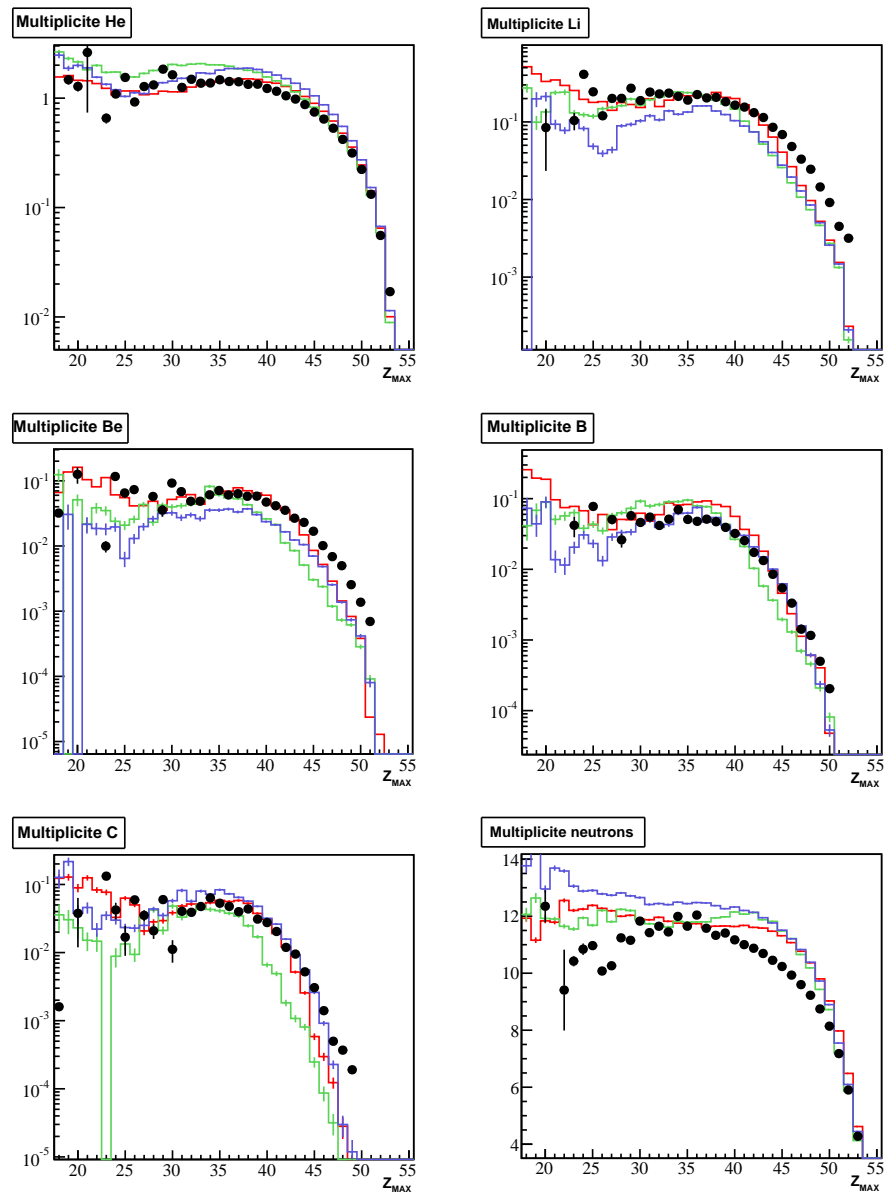 Multiplicite He
1
10⁻¹
10⁻²
20 25 30 35 40 45 50 55
Z_MAX
Multiplicite Li
1
10⁻¹
10⁻²
10⁻³
20 25 30 35 40 45 50 55
Z_MAX
Multiplicite Be
10⁻¹
10⁻²
10⁻³
10⁻⁴
10⁻⁵
20 25 30 35 40 45 50 55
Z_MAX
Multiplicite B
1
10⁻¹
10⁻²
10⁻³
10⁻⁴
20 25 30 35 40 45 50 55
Z_MAX
Multiplicite C
10⁻¹
10⁻²
10⁻³
10⁻⁴
10⁻⁵
20 25 30 35 40 45 50 55
Z_MAX
Multiplicite neutrons
14
12
10
8
6
4
20 25 30 35 40 45 50 55
Z_MAX